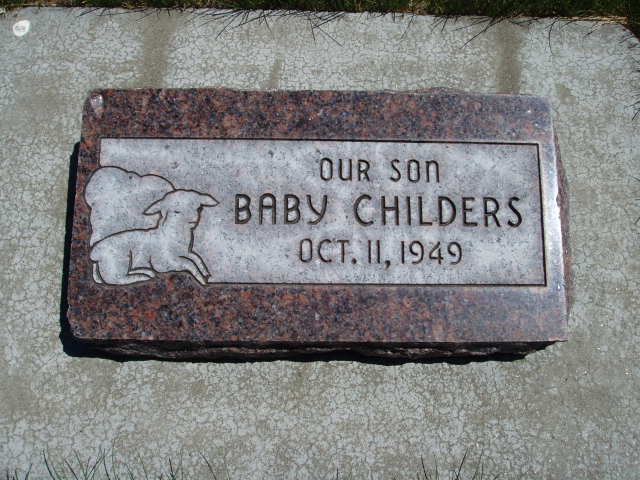 OUR SON
BABY CHILDERS
OCT. 11, 1949